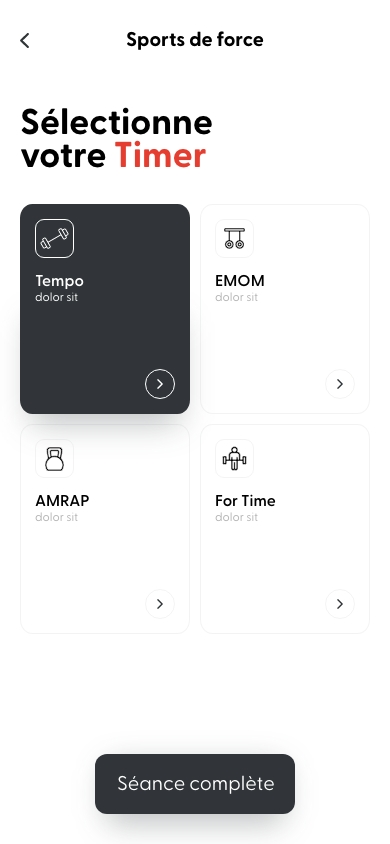 Sports de force
Sélectionne
votre Timer
Tempo
dolor sit
EMOM
dolor sit
AMRAP
dolor sit
For Time
dolor sit
Séance complète